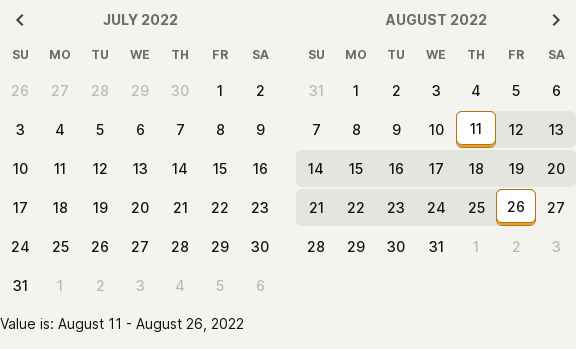 JULY 2022
SU MO TU WE TH FR SA
26 27 28 29 30 1 2
3 4 5 6 7 8 9
10 11 12 13 14 15 16
17 18 19 20 21 22 23
24 25 26 27 28 29 30
31 1 2 3 4 5 6
AUGUST 2022
SU MO TU WE TH FR SA
31 1 2 3 4 5 6
7 8 9 10 11 12 13
14 15 16 17 18 19 20
21 22 23 24 25 26 27
28 29 30 31 1 2 3
Value is: August 11 - August 26, 2022